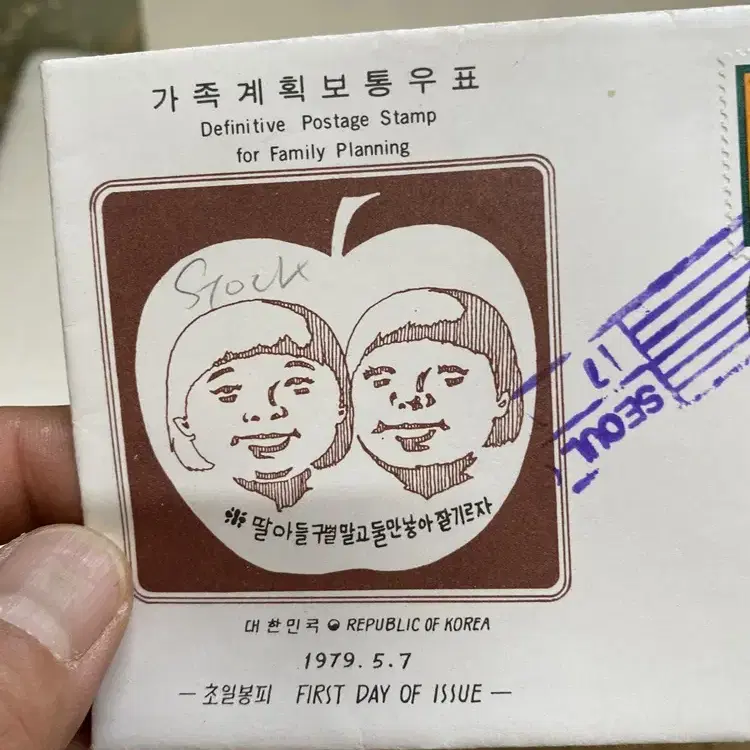 가족계획보통우표
Definitive Postage Stamp
for Family Planning
Stock
딸아들구별말고둘만낳아잘기르자
대한민국 REPUBLIC OF KOREA
1979.5.7
— 초일봉피 FIRST DAY OF ISSUE —
17
SEOUL